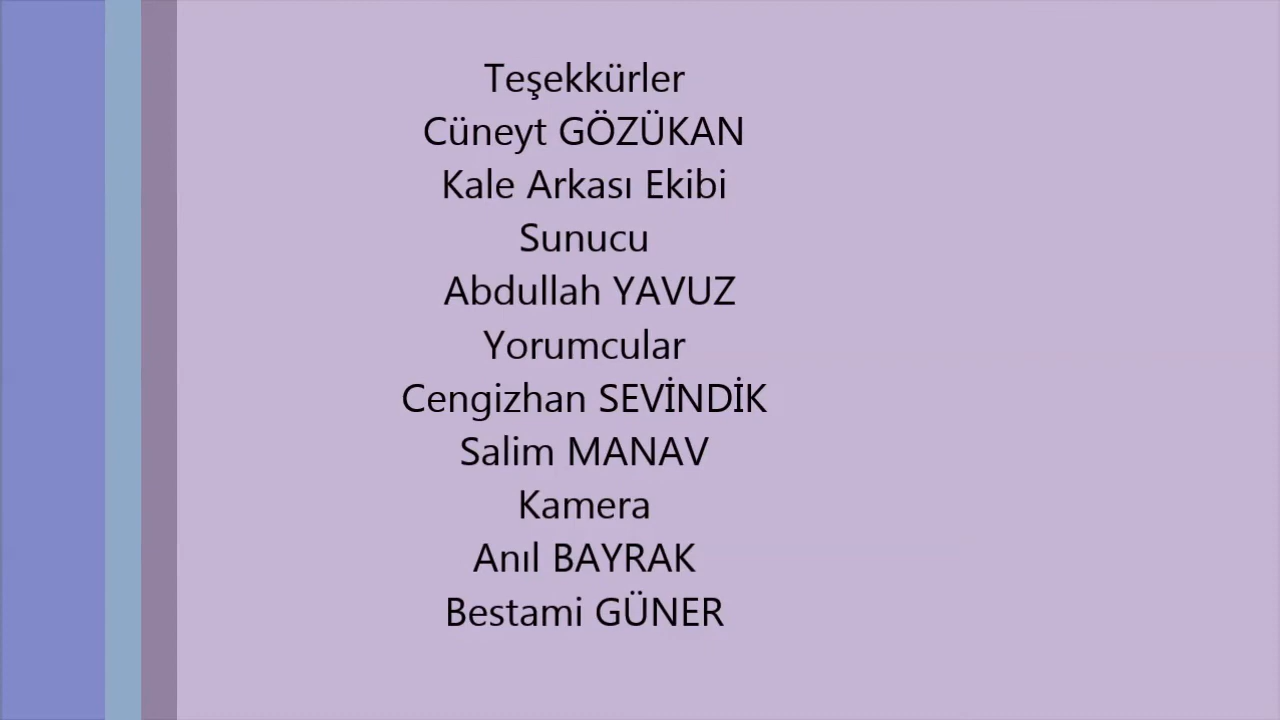 Teşekkürler
Cüneyt GÖZÜKAN
Kale Arkası Ekibi
Sunucu
Abdullah YAVUZ
Yorumcular
Cengizhan SEVİNDİK
Salim MANAV
Kamera
Anıl BAYRAK
Bestami GÜNER